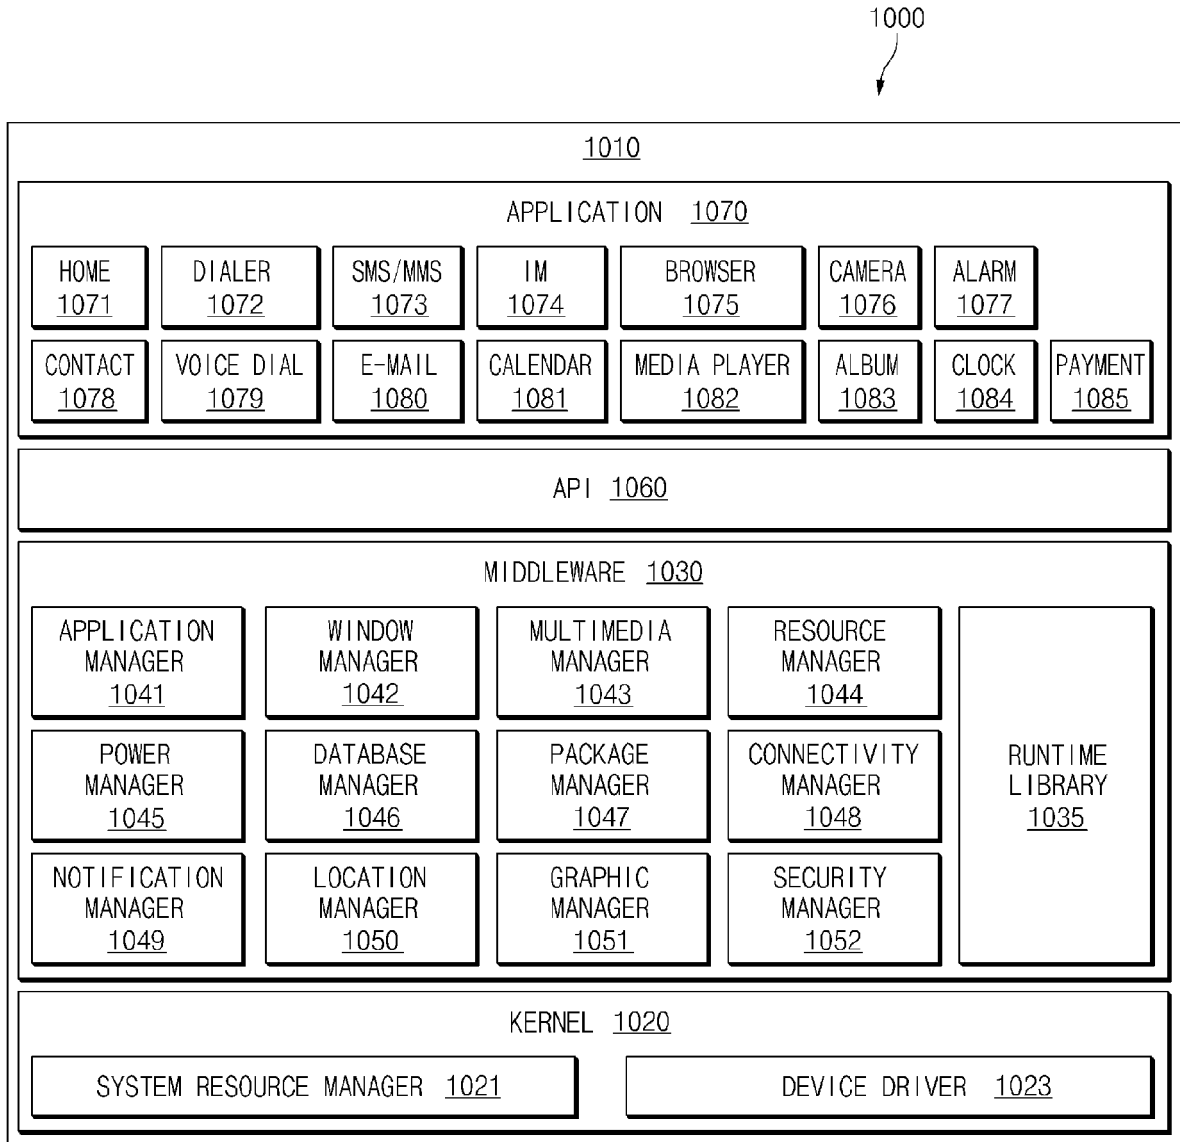 1000
1010
APPLICATION 1070
HOME 1071
DIALER 1072
SMS/MMS 1073
IM 1074
BROWSER 1075
CAMERA 1076
ALARM 1077
CONTACT 1078
VOICE DIAL 1079
E-MAIL 1080
CALENDAR 1081
MEDIA PLAYER 1082
ALBUM 1083
CLOCK 1084
PAYMENT 1085
API 1060
MIDDLEWARE 1030
APPLICATION
MANAGER
1041
WINDOW
MANAGER
1042
MULTIMEDIA
MANAGER
1043
RESOURCE
MANAGER
1044
POWER
MANAGER
1045
DATABASE
MANAGER
1046
PACKAGE
MANAGER
1047
CONNECTIVITY
MANAGER
1048
RUNTIME
LIBRARY
1035
NOTIFICATION
MANAGER
1049
LOCATION
MANAGER
1050
GRAPHIC
MANAGER
1051
SECURITY
MANAGER
1052
KERNEL 1020
SYSTEM RESOURCE MANAGER 1021
DEVICE DRIVER 1023